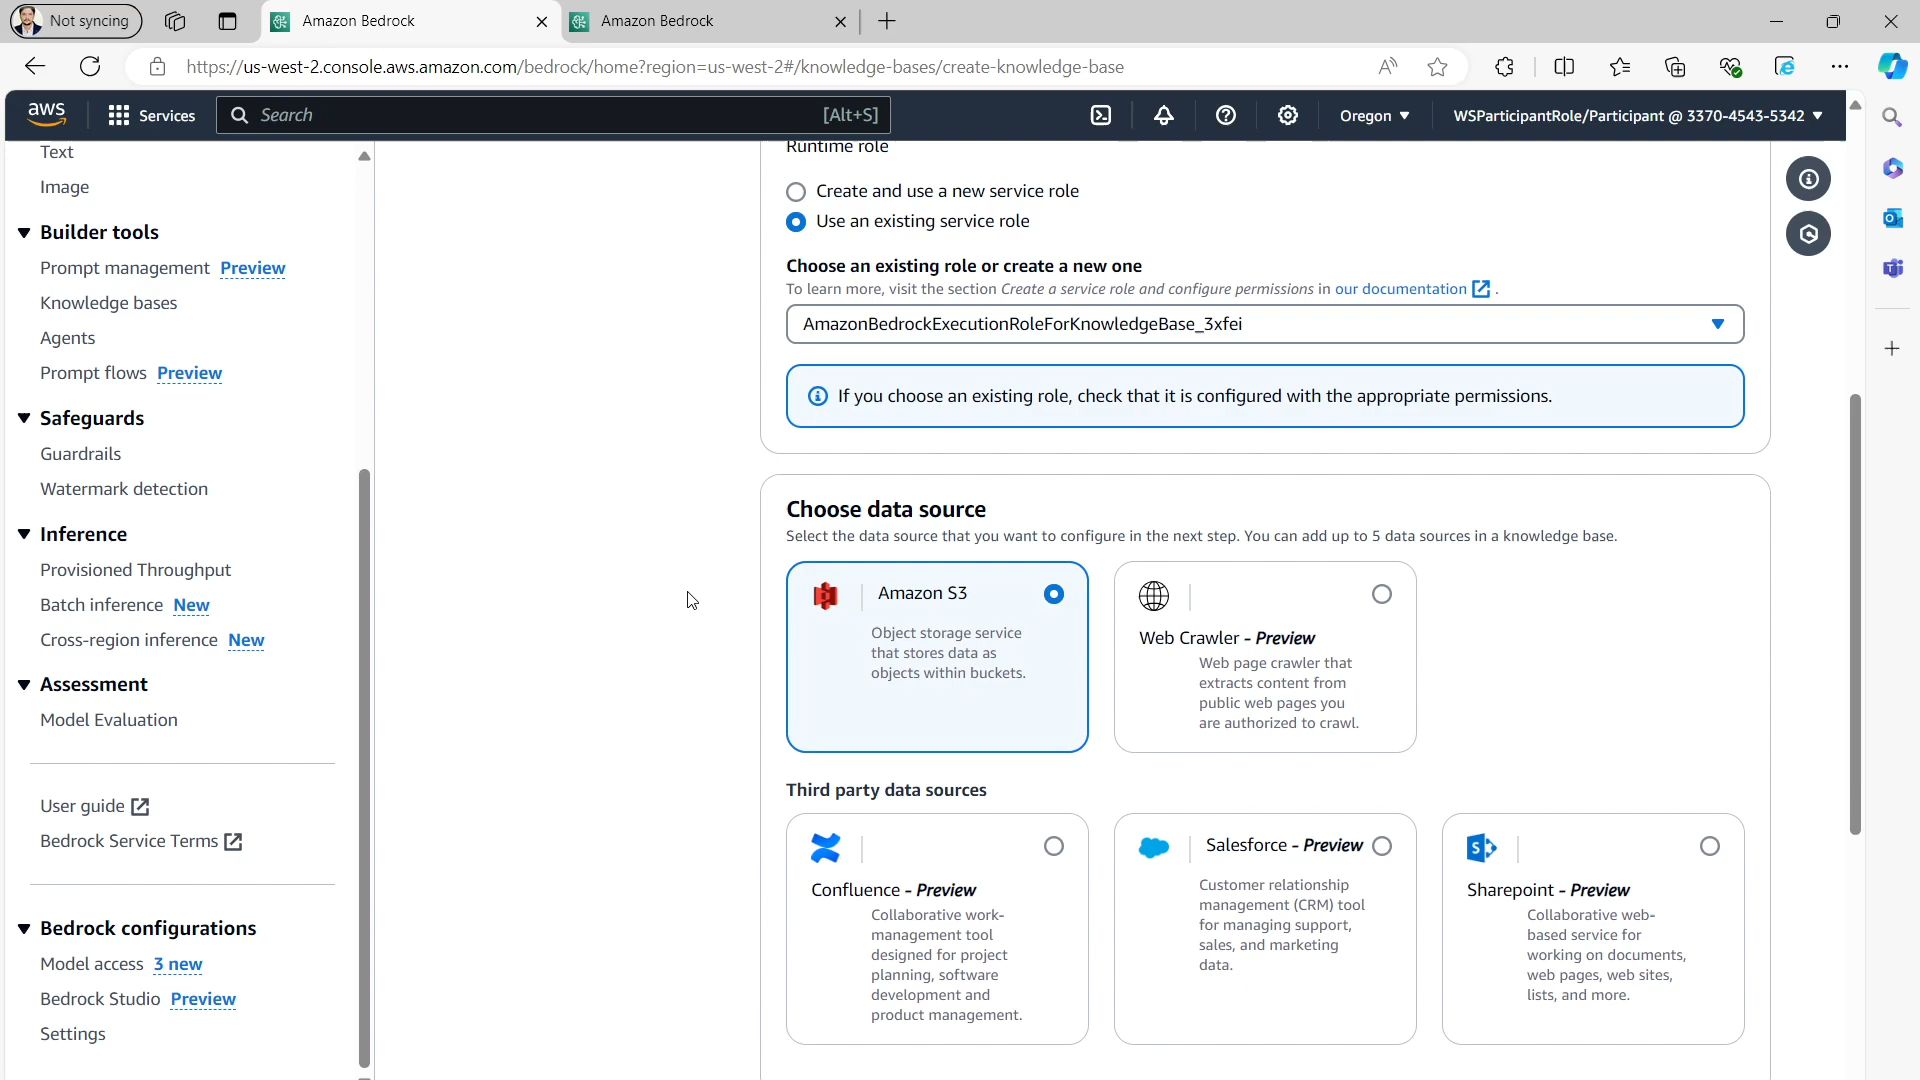 Not syncing
Amazon Bedrock
Amazon Bedrock
https://us-west-2.console.aws.amazon.com/bedrock/home?region=us-west-2#/knowledge-bases/create-knowledge-base
aws
Services
Search
[Alt+S]
Oregon
WSParticipantRole/Participant @ 3370-4543-5342
Text
Image
Builder tools
Prompt management Preview
Knowledge bases
Agents
Prompt flows Preview
Safeguards
Guardrails
Watermark detection
Inference
Provisioned Throughput
Batch inference New
Cross-region inference New
Assessment
Model Evaluation
User guide
Bedrock Service Terms
Bedrock configurations
Model access 3 new
Bedrock Studio Preview
Settings
Runtime role
Create and use a new service role
Use an existing service role
Choose an existing role or create a new one
To learn more, visit the section Create a service role and configure permissions in our documentation .
AmazonBedrockExecutionRoleForKnowledgeBase_3xfei
If you choose an existing role, check that it is configured with the appropriate permissions.
Choose data source
Select the data source that you want to configure in the next step. You can add up to 5 data sources in a knowledge base.
Amazon S3
Object storage service
that stores data as
objects within buckets.
Web Crawler - Preview
Web page crawler that
extracts content from
public web pages you
are authorized to crawl.
Third party data sources
Confluence - Preview
Collaborative work-
management tool
designed for project
planning, software
development and
product management.
Salesforce - Preview
Customer relationship
management (CRM) tool
for managing support,
sales, and marketing
data.
Sharepoint - Preview
Collaborative web-
based service for
working on documents,
web pages, web sites,
lists, and more.